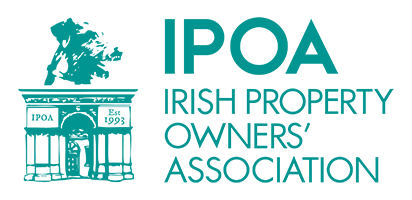 IPOA
IRISH PROPERTY
OWNERS'
ASSOCIATION
IPOA
Est
1993